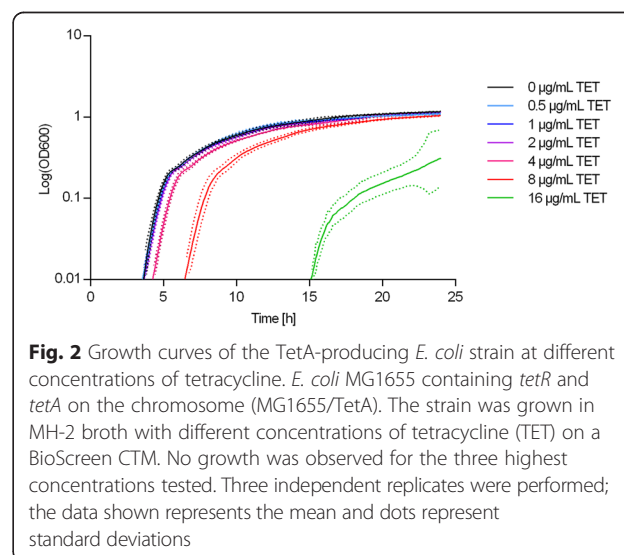 10
1
0.1
0.01
Log(OD600)
0
5
10
15
20
25
Time [h]
0 µg/mL TET
0.5 µg/mL TET
1 µg/mL TET
2 µg/mL TET
4 µg/mL TET
8 µg/mL TET
16 µg/mL TET
Fig. 2 Growth curves of the TetA-producing E. coli strain at different
concentrations of tetracycline. E. coli MG1655 containing tetR and
tetA on the chromosome (MG1655/TetA). The strain was grown in
MH-2 broth with different concentrations of tetracycline (TET) on a
BioScreen CTM. No growth was observed for the three highest
concentrations tested. Three independent replicates were performed;
the data shown represents the mean and dots represent
standard deviations